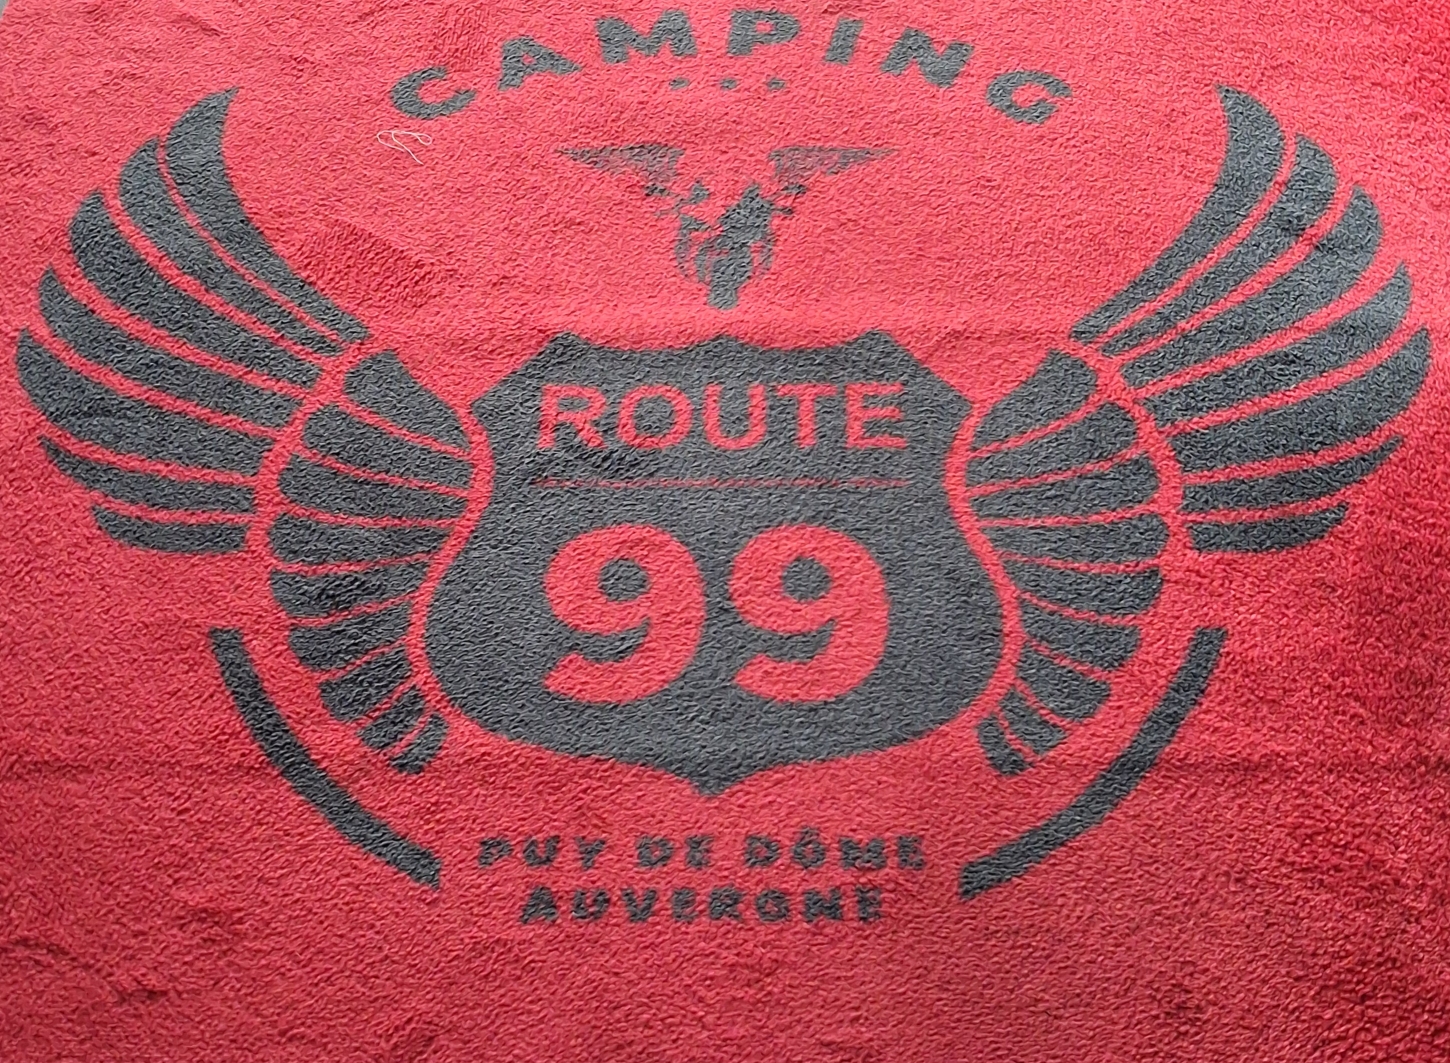 CAMPING
ROUTE
99
PUY DE DÔME
AUVERGNE